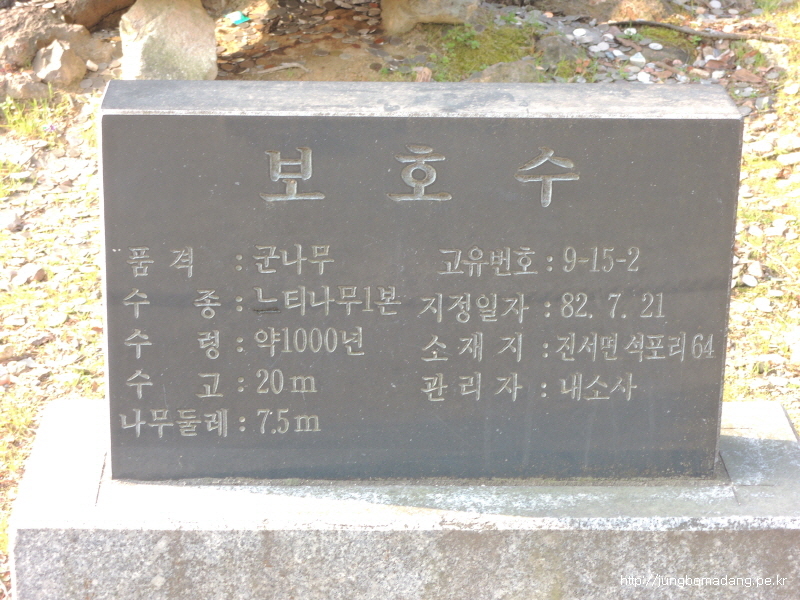 보 호 수
품 격 : 군나무
수 종 : 느티나무1본
수 령 : 약1000년
수 고 : 20m
나무둘레 : 7.5m
고유번호 : 9-15-2
지정일자 : 82. 7. 21
소 재 지 : 진서면 석포리 64
관 리 자 : 내소사
http://jungbemadang.pe.kr